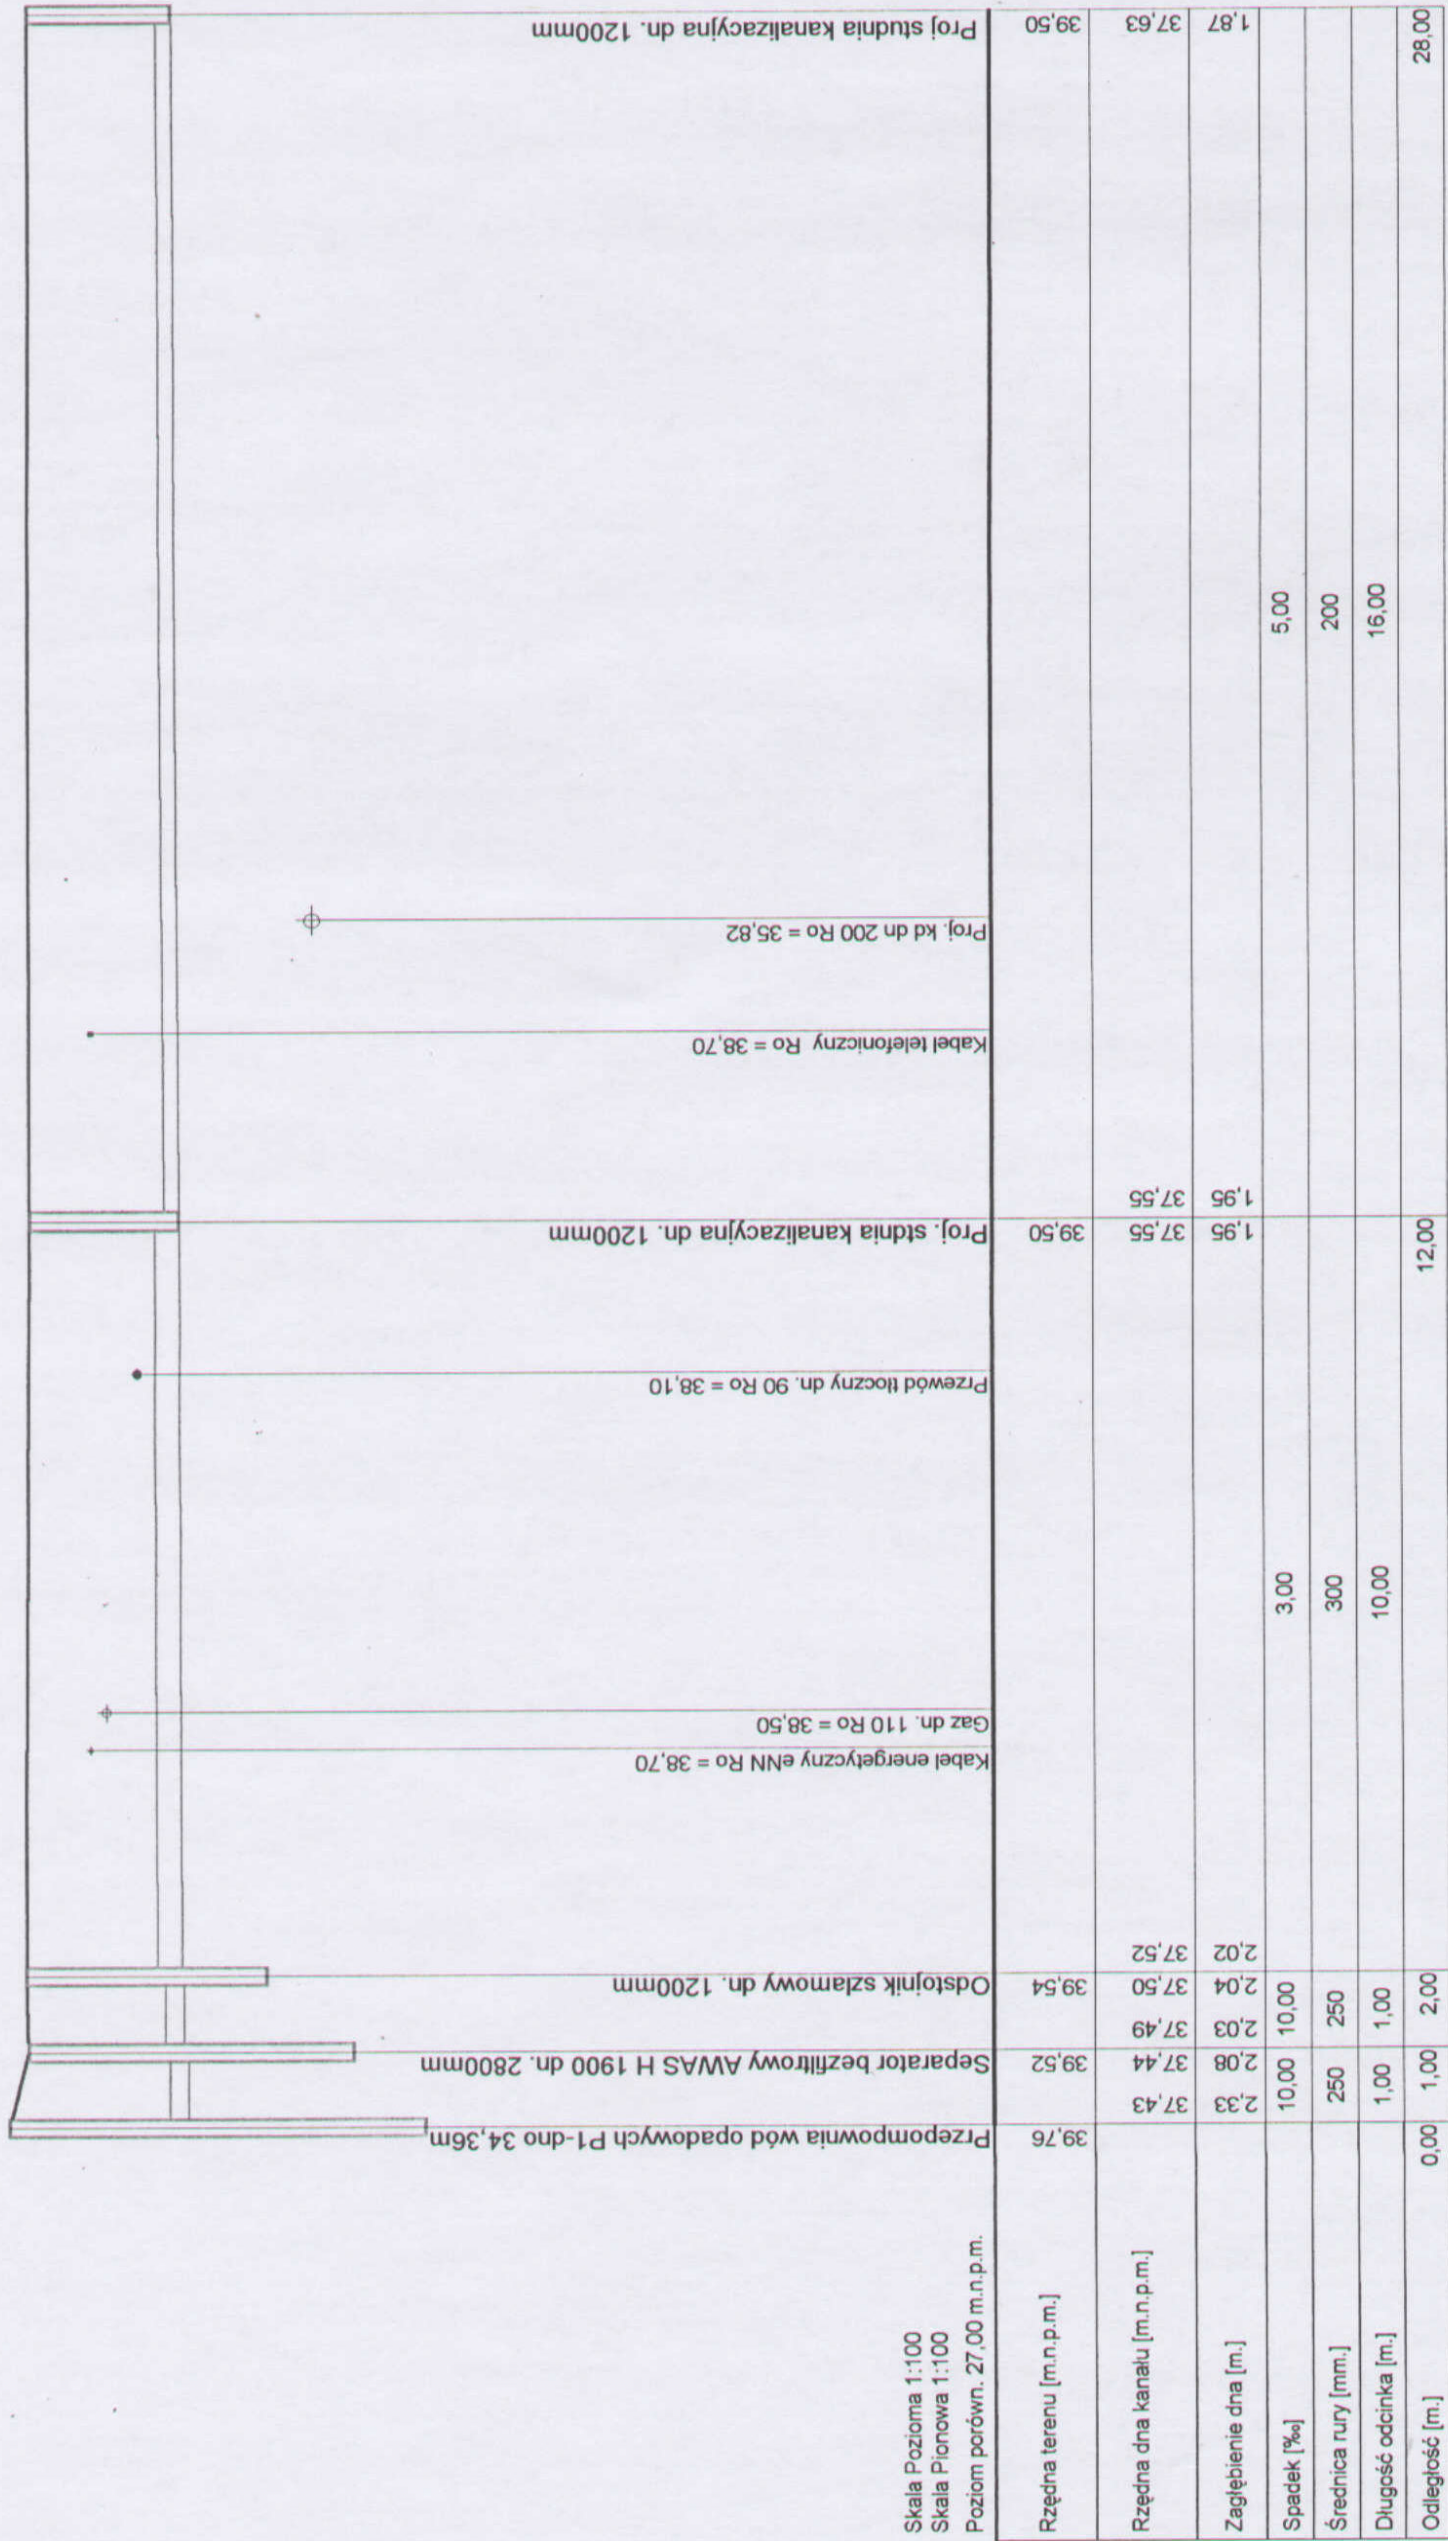 Skala Pozioma 1:100
Skala Pionowa 1:100
Poziom porówn. 27,00 m.n.p.m.
Przepompownia wód opadowych P1-dno 34,36m
Separator bezfiltrowy AWAS H 1900 dn. 2800mm
Odstojnik szlamowy dn. 1200mm
Kabel energetyczny eNN Ro = 38,70
Gaz dn. 110 Ro = 38,50
Przewód tłoczny dn. 90 Ro = 38,10
Proj. stdnia kanalizacyjna dn. 1200mm
Kabel telefoniczny Ro = 38,70
Proj. kd dn 200 Ro = 35,82
Proj studnia kanalizacyjna dn. 1200mm
Rzędna terenu [m.n.p.m.] 39,76 39,52 39,54 39,50 39,50
Rzędna dna kanału [m.n.p.m.] 37,43 37,44 37,49 37,50 37,52 37,55 37,55 37,63
Zagłębienie dna [m.] 2,33 2,08 2,03 2,04 2,02 1,95 1,95 1,87
Spadek [‰] 10,00 10,00 3,00 5,00
Średnica rury [mm.] 250 250 300 200
Długość odcinka [m.] 1,00 1,00 10,00 16,00
Odległość [m.] 0,00 1,00 2,00 12,00 28,00